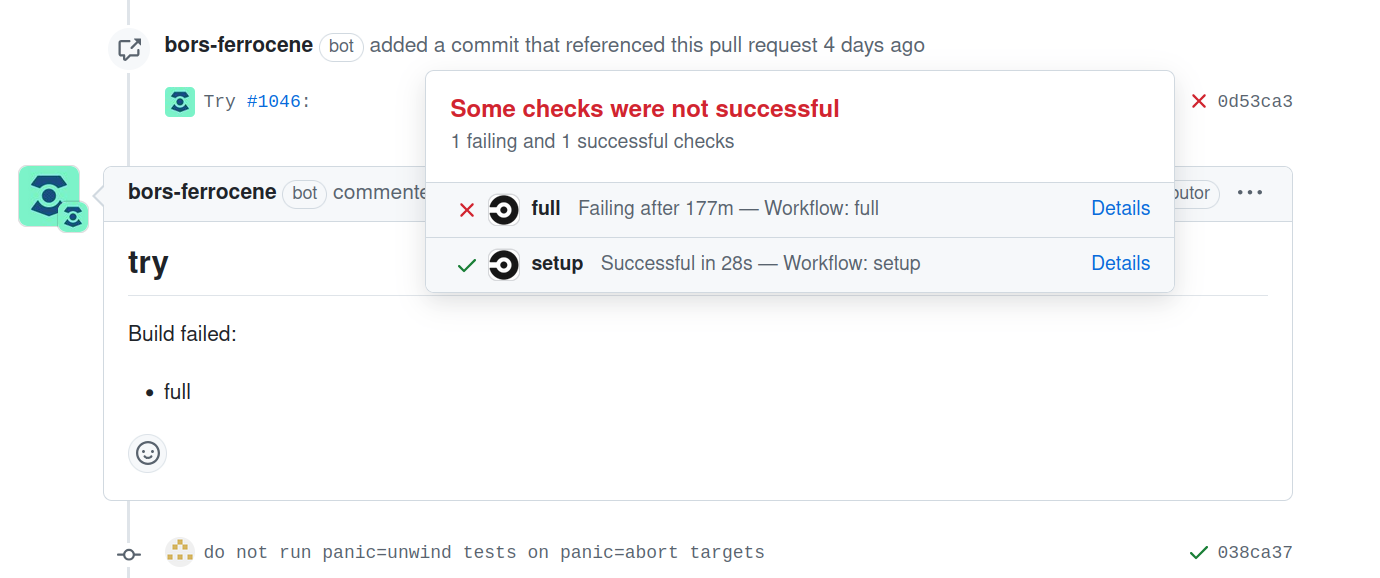 bors-ferrocene bot added a commit that referenced this pull request 4 days ago
Try #1046: 0d53ca3
Some checks were not successful
1 failing and 1 successful checks
bors-ferrocene bot commente butor ...
full Failing after 177m — Workflow: full Details
setup Successful in 28s — Workflow: setup Details
try
Build failed:
• full
do not run panic=unwind tests on panic=abort targets 038ca37